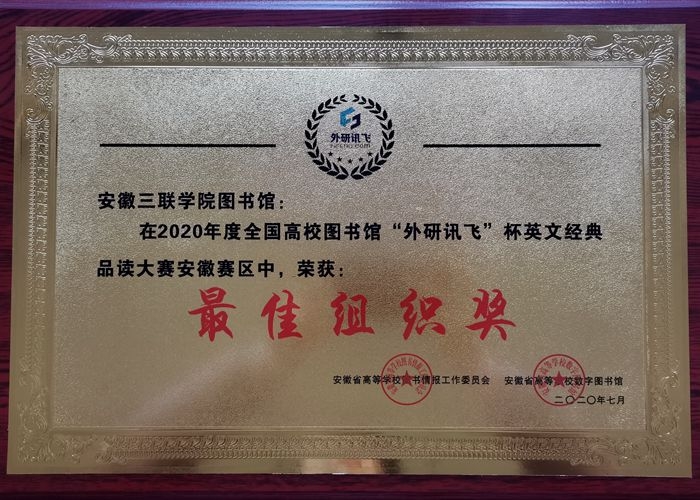 外研讯飞
安徽三联学院图书馆：
在2020年度全国高校图书馆“外研讯飞”杯英文经典
品读大赛安徽赛区中，荣获：
最佳组织奖
安徽省高等学校 书情报工作委员会 安徽省高等 校数字图书馆
二〇二〇年七月